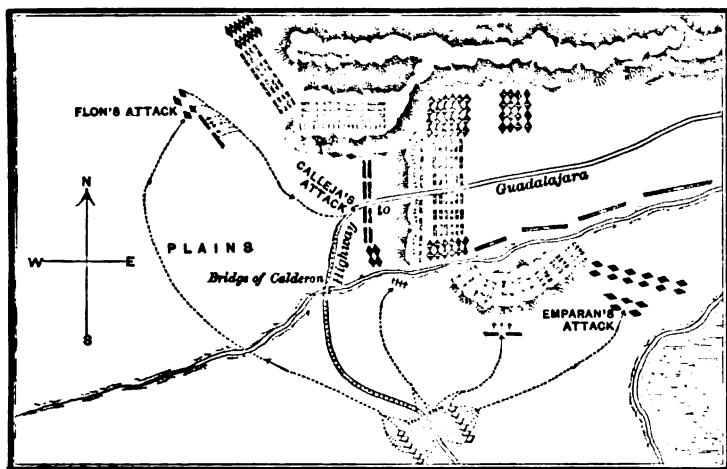 FLON'S ATTACK
CALLEJA'S
ATTACK
Guadalajara
to
Highway
N
W
E
S
PLAINS
Bridge of Calderon
EMPARAN'S
ATTACK